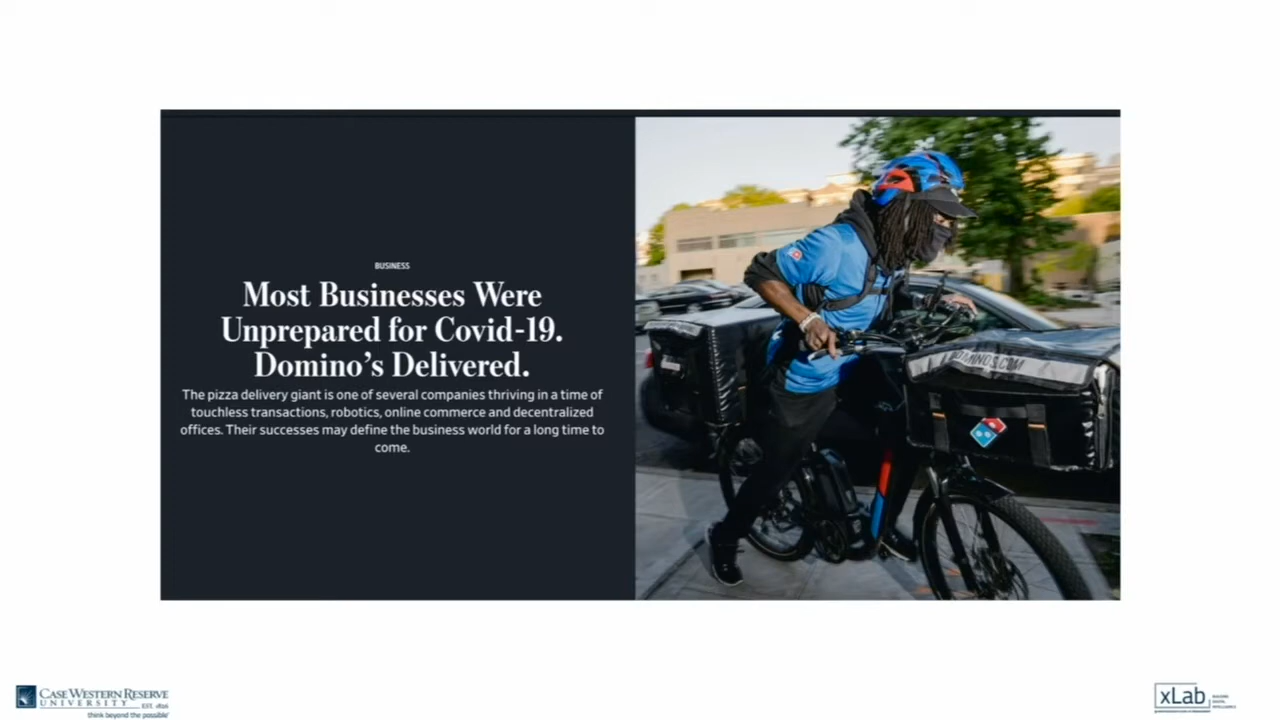 BUSINESS
Most Businesses Were
Unprepared for Covid-19.
Domino's Delivered.
The pizza delivery giant is one of several companies thriving in a time of
touchless transactions, robotics, online commerce and decentralized
offices. Their successes may define the business world for a long time to
come.
DOMINOS.COM
CASE WESTERN RESERVE
UNIVERSITY EST. 1826
think beyond the possible
xLab